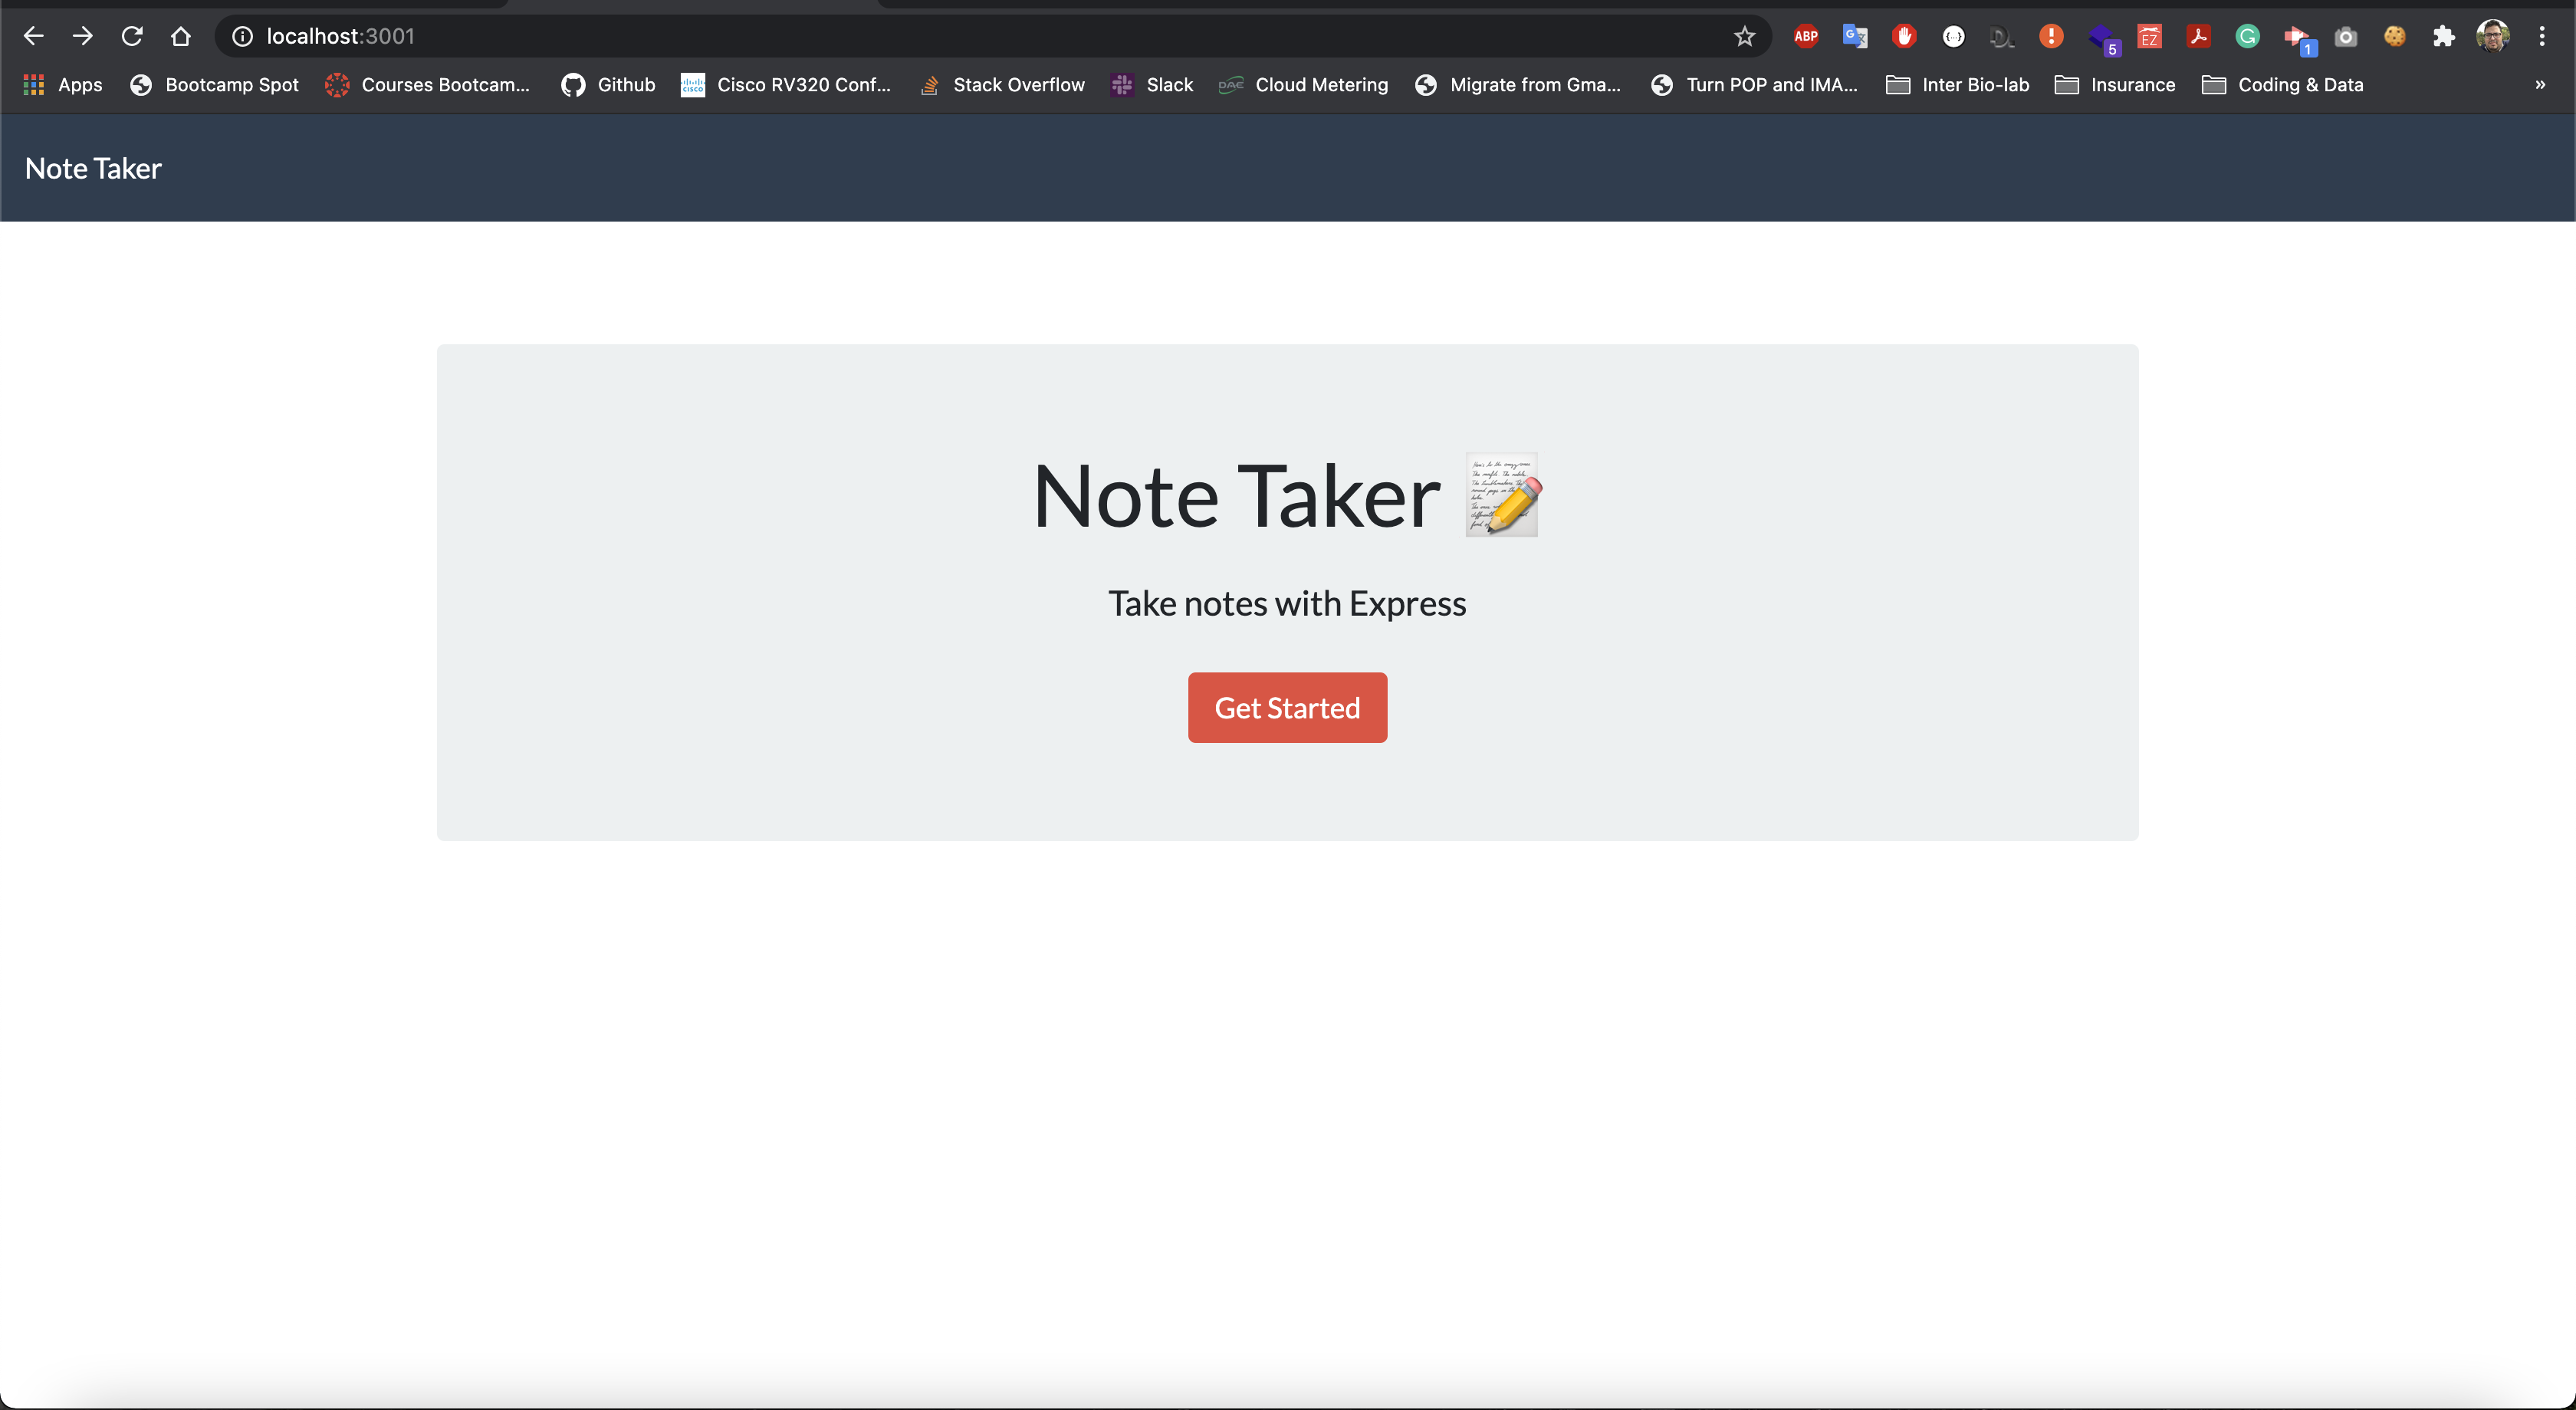 localhost:3001
ABP
5
EZ
1
Apps Bootcamp Spot Courses Bootcam... Github Cisco RV320 Conf... Stack Overflow Slack Cloud Metering Migrate from Gma... Turn POP and IMA... Inter Bio-lab Insurance Coding & Data »
Note Taker
Note Taker
Take notes with Express
Get Started